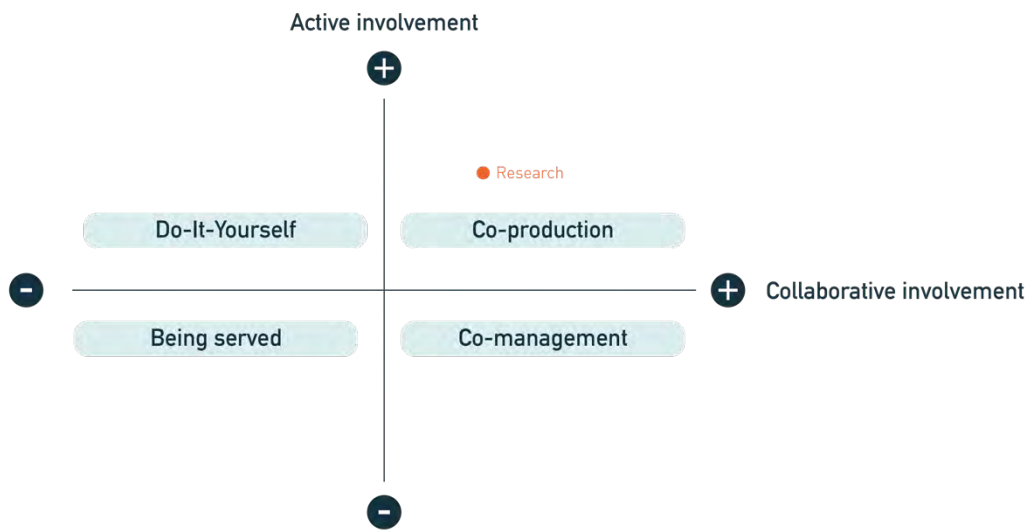 Active involvement
+
Research
Do-It-Yourself
Co-production
-
+
Collaborative involvement
Being served
Co-management
-